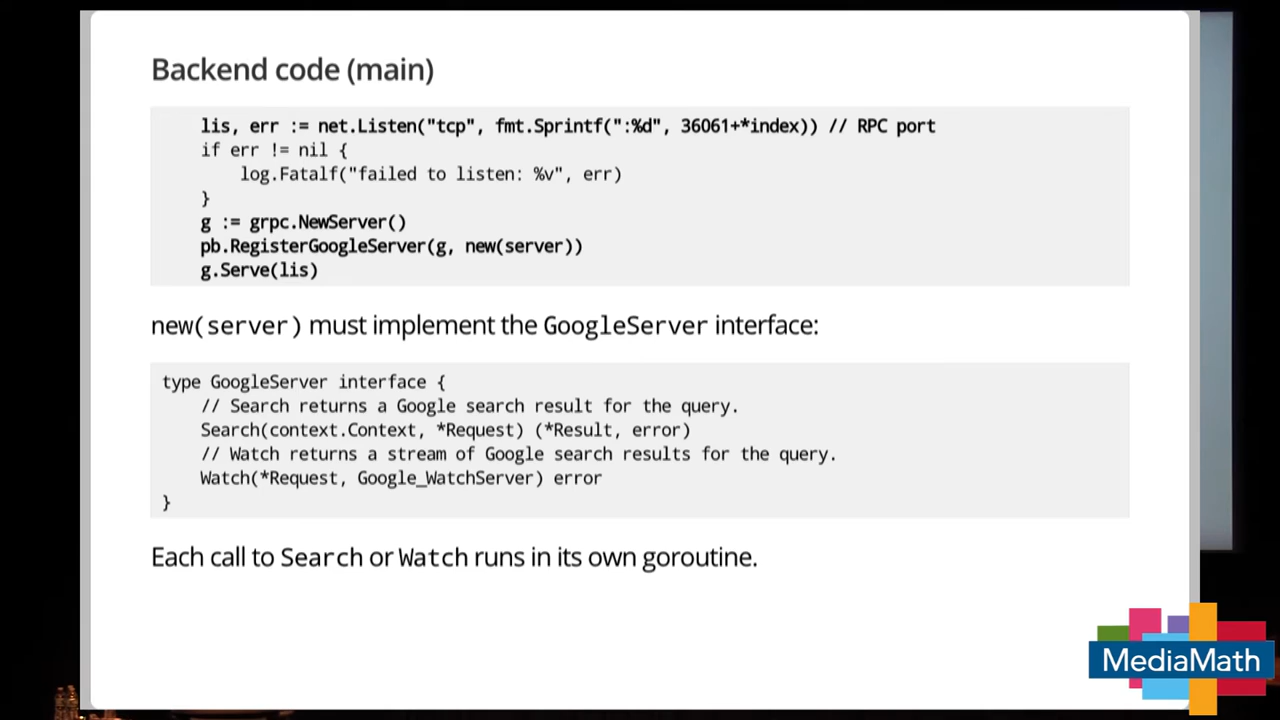 Backend code (main)
lis, err := net.Listen("tcp", fmt.Sprintf(":%d", 36061+*index)) // RPC port
if err != nil {
log.Fatalf("failed to listen: %v", err)
}
g := grpc.NewServer()
pb.RegisterGoogleServer(g, new(server))
g.Serve(lis)
new(server) must implement the GoogleServer interface:
type GoogleServer interface {
// Search returns a Google search result for the query.
Search(context.Context, *Request) (*Result, error)
// Watch returns a stream of Google search results for the query.
Watch(*Request, Google_WatchServer) error
}
Each call to Search or Watch runs in its own goroutine.
MediaMath